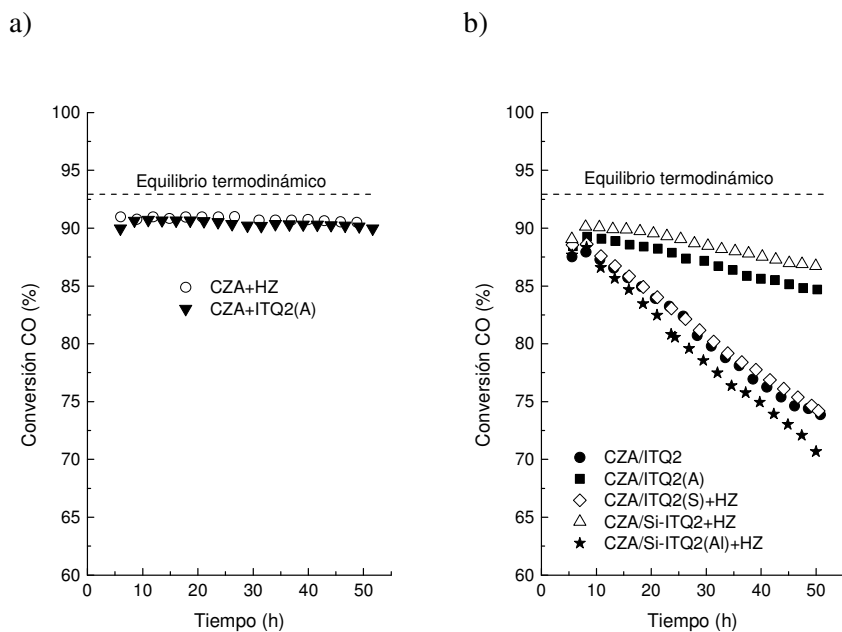 a)
b)
100
95
90
85
80
75
70
65
60
Conversión CO (%)
Equilibrio termodinámico
CZA+HZ
CZA+ITQ2(A)
0 10 20 30 40 50
Tiempo (h)
100
95
90
85
80
75
70
65
60
Conversión CO (%)
Equilibrio termodinámico
CZA/ITQ2
CZA/ITQ2(A)
CZA/ITQ2(S)+HZ
CZA/Si-ITQ2+HZ
CZA/Si-ITQ2(Al)+HZ
0 10 20 30 40 50
Tiempo (h)